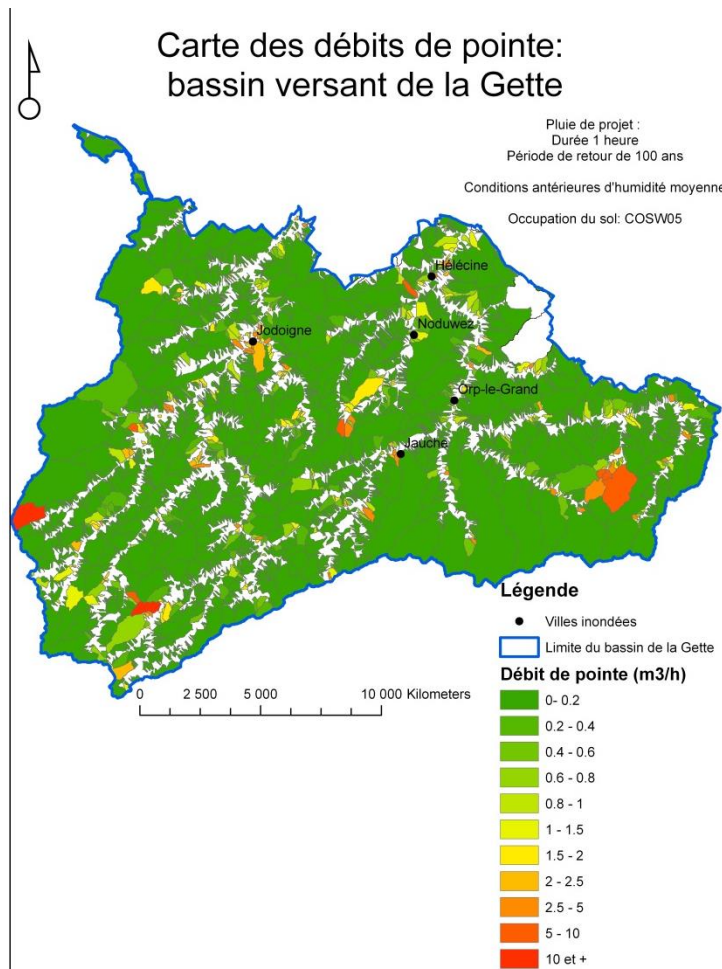 Carte des débits de pointe:
bassin versant de la Gette
Pluie de projet :
Durée 1 heure
Période de retour de 100 ans
Conditions antérieures d'humidité moyenne
Occupation du sol: COSW05
Hélécine
Noduwez
Jodoigne
Orp-le-Grand
Jauche
0 2 500 5 000 10 000 Kilometers
Légende
Villes inondées
Limite du bassin de la Gette
Débit de pointe (m3/h)
0- 0.2
0.2 - 0.4
0.4 - 0.6
0.6 - 0.8
0.8 - 1
1 - 1.5
1.5 - 2
2 - 2.5
2.5 - 5
5 - 10
10 et +